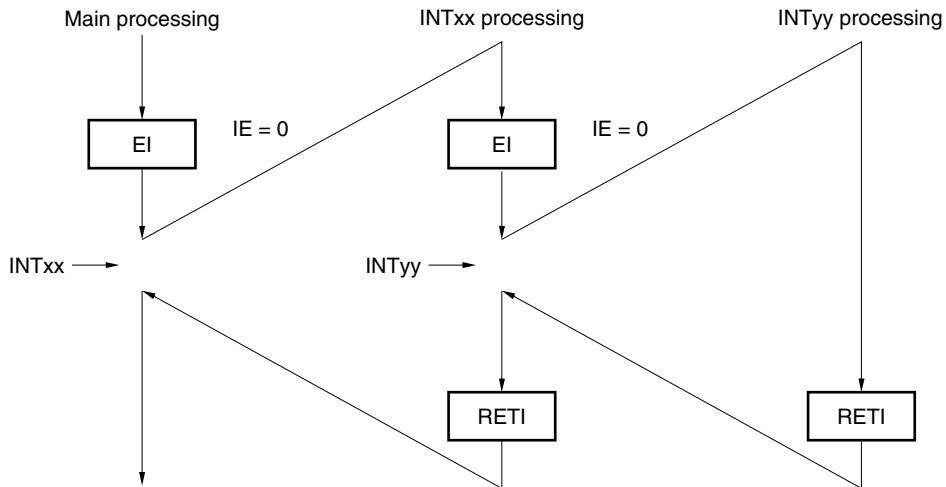 Main processing
INTxx processing
INTyy processing
EI
IE = 0
EI
IE = 0
INTxx
INTyy
RETI
RETI